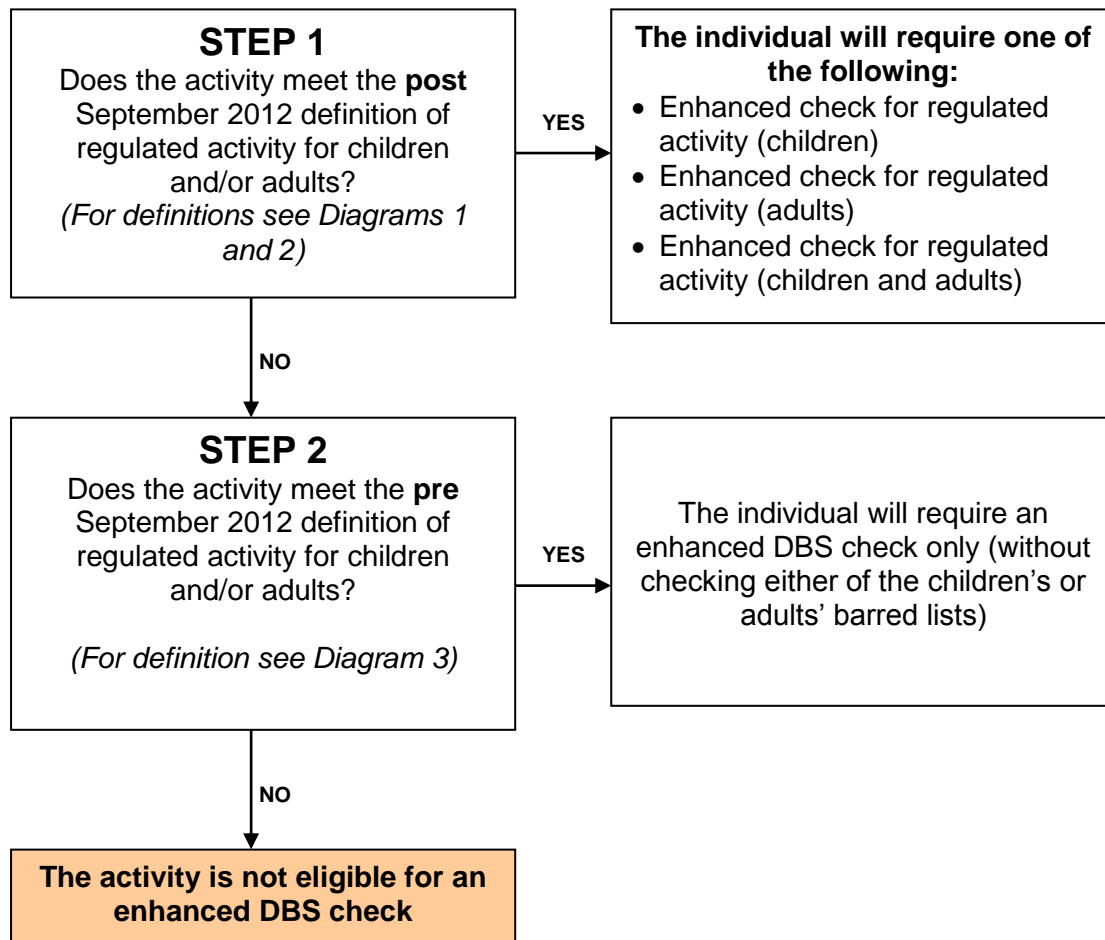 STEP 1
Does the activity meet the post
September 2012 definition of
regulated activity for children
and/or adults?
(For definitions see Diagrams 1
and 2)
YES
The individual will require one of
the following:
• Enhanced check for regulated
activity (children)
• Enhanced check for regulated
activity (adults)
• Enhanced check for regulated
activity (children and adults)
NO
STEP 2
Does the activity meet the pre
September 2012 definition of
regulated activity for children
and/or adults?
(For definition see Diagram 3)
YES
The individual will require an
enhanced DBS check only (without
checking either of the children’s or
adults’ barred lists)
NO
The activity is not eligible for an
enhanced DBS check